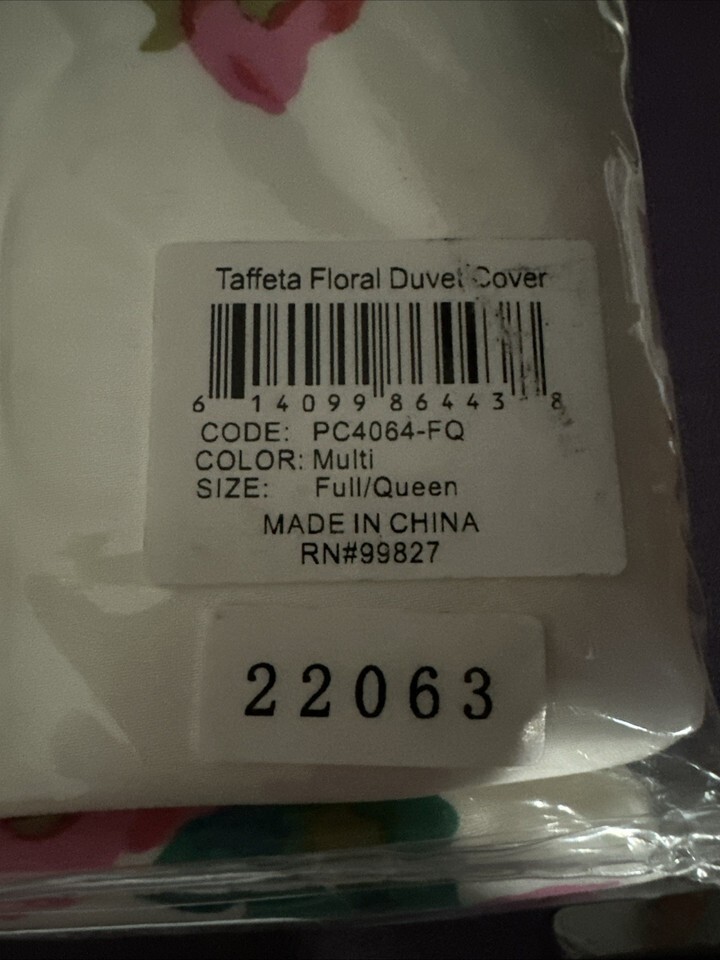 Taffeta Floral Duvet Cover
6 14099 86443 8
CODE: PC4064-FQ
COLOR: Multi
SIZE: Full/Queen
MADE IN CHINA
RN#99827
22063